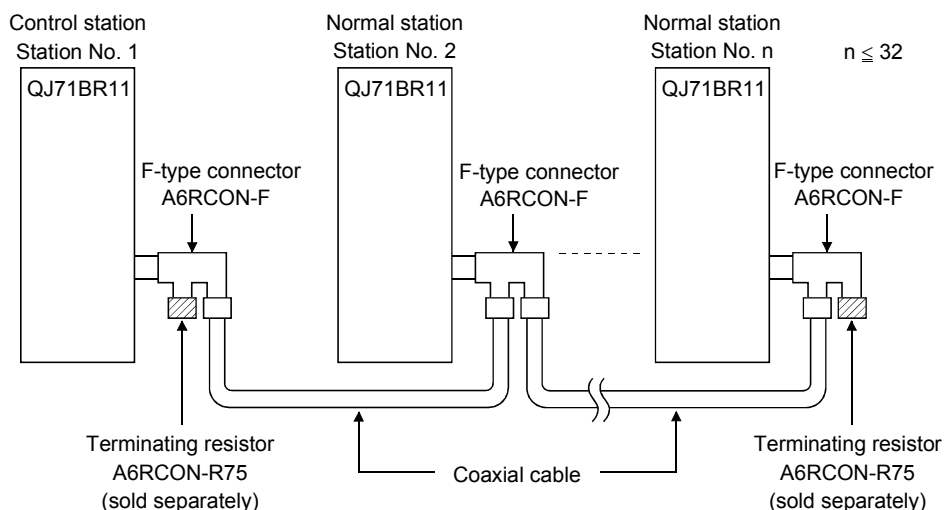 Control station
Station No. 1
Normal station
Station No. 2
Normal station
Station No. n
n ≦ 32
QJ71BR11
QJ71BR11
QJ71BR11
F-type connector
A6RCON-F
F-type connector
A6RCON-F
F-type connector
A6RCON-F
Terminating resistor
A6RCON-R75
(sold separately)
Coaxial cable
Terminating resistor
A6RCON-R75
(sold separately)